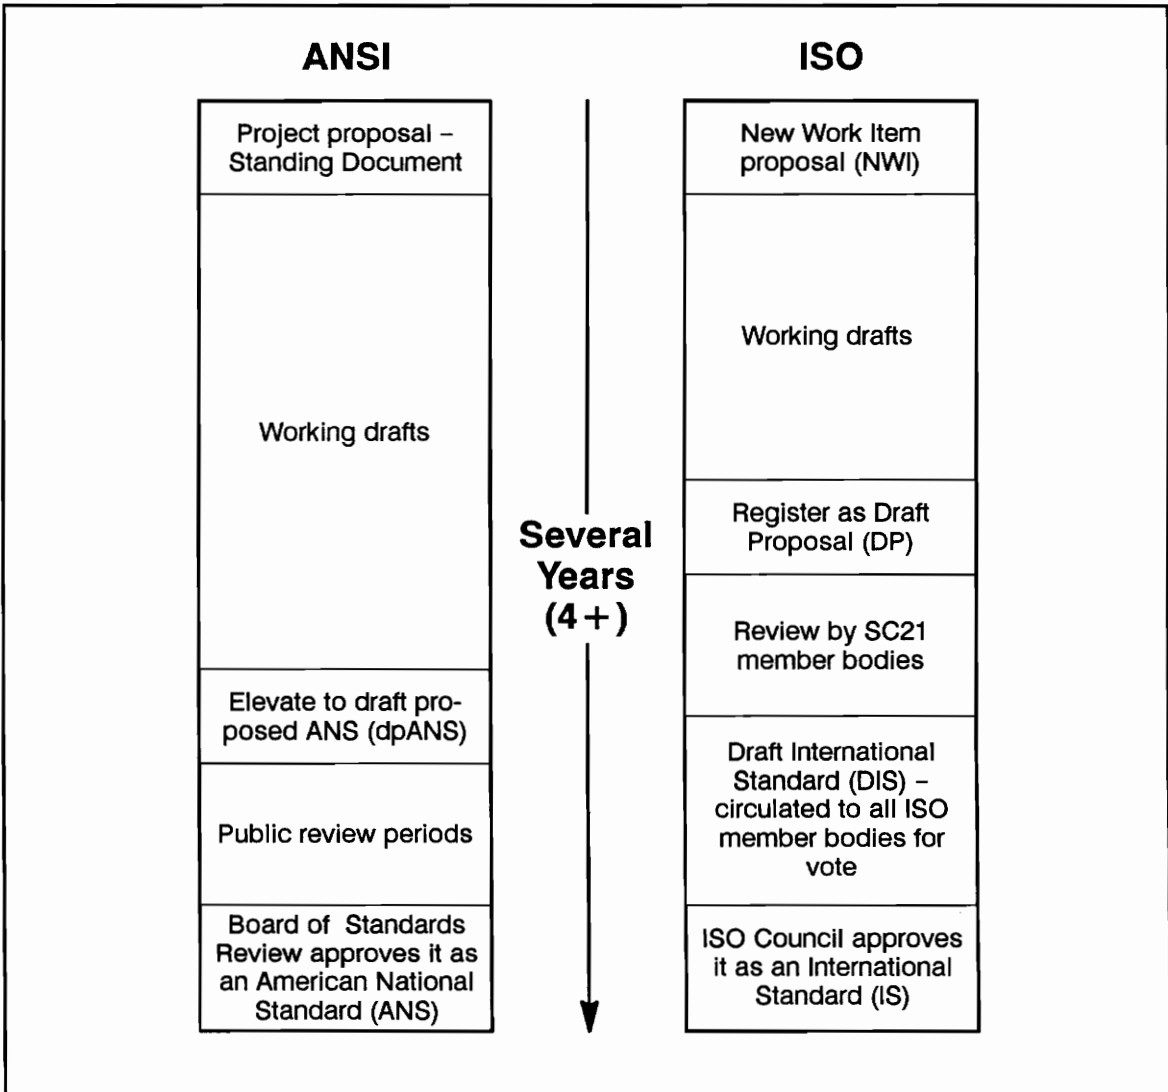 ANSI
Project proposal –
Standing Document
Working drafts
Elevate to draft pro-
posed ANS (dpANS)
Public review periods
Board of Standards
Review approves it as
an American National
Standard (ANS)
Several
Years
(4+)
ISO
New Work Item
proposal (NWI)
Working drafts
Register as Draft
Proposal (DP)
Review by SC21
member bodies
Draft International
Standard (DIS) –
circulated to all ISO
member bodies for
vote
ISO Council approves
it as an International
Standard (IS)